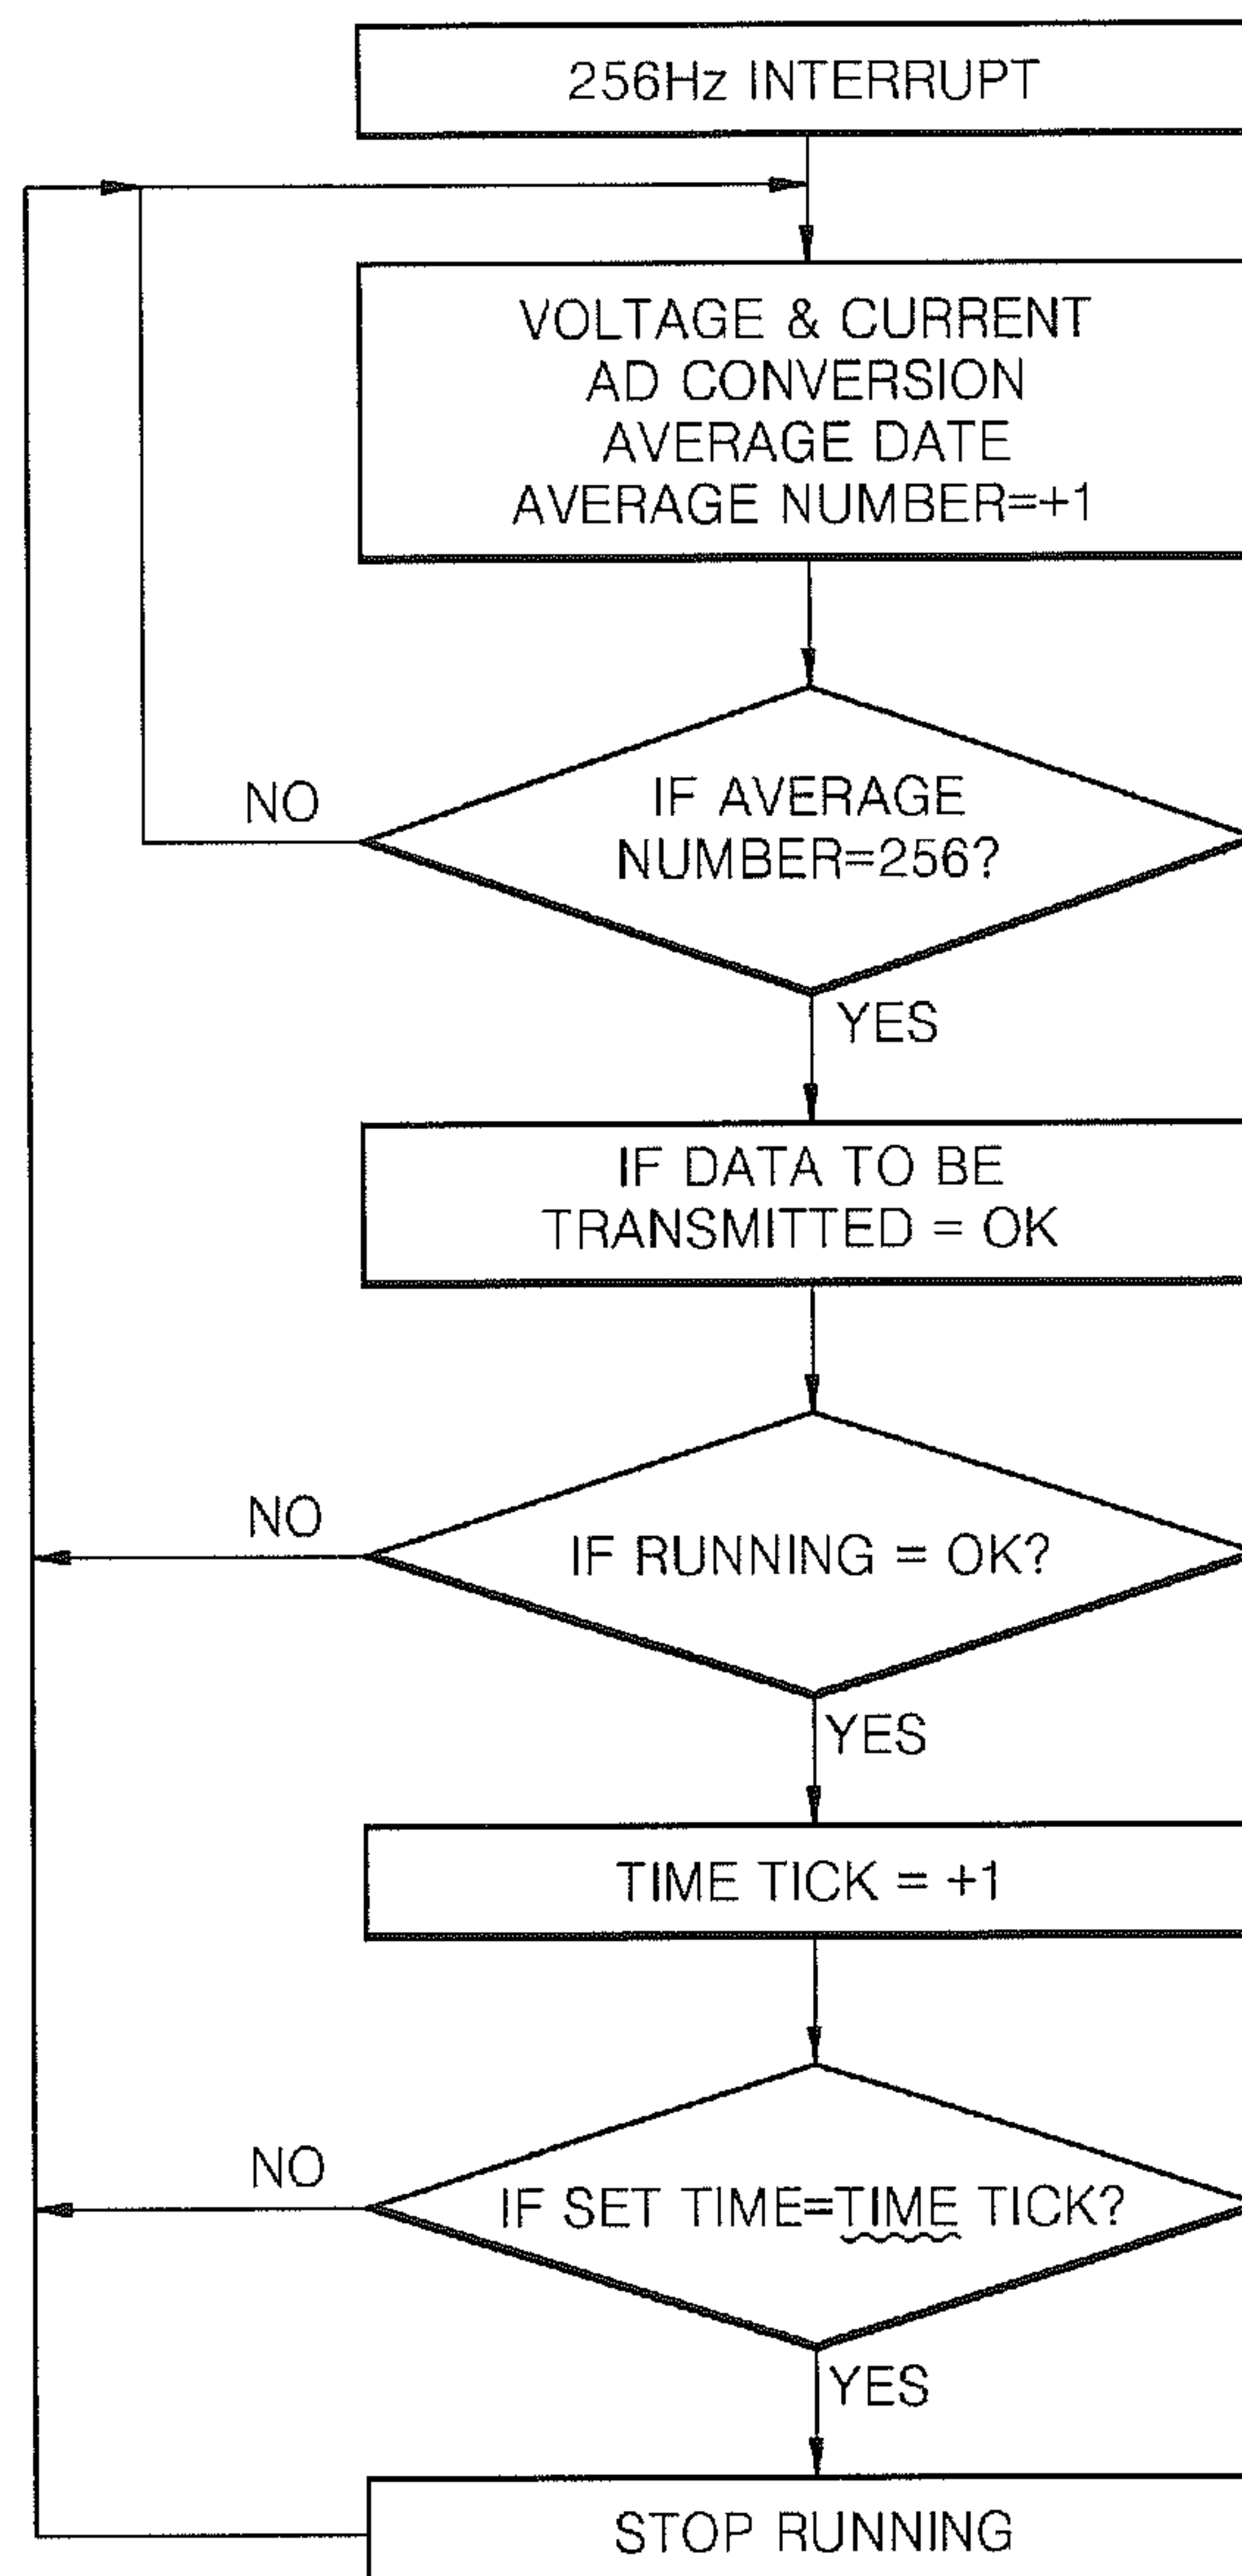 256Hz INTERRUPT
VOLTAGE & CURRENT
AD CONVERSION
AVERAGE DATE
AVERAGE NUMBER=+1
IF AVERAGE
NUMBER=256?
NO
YES
IF DATA TO BE
TRANSMITTED = OK
IF RUNNING = OK?
NO
YES
TIME TICK = +1
IF SET TIME=TIME TICK?
NO
YES
STOP RUNNING